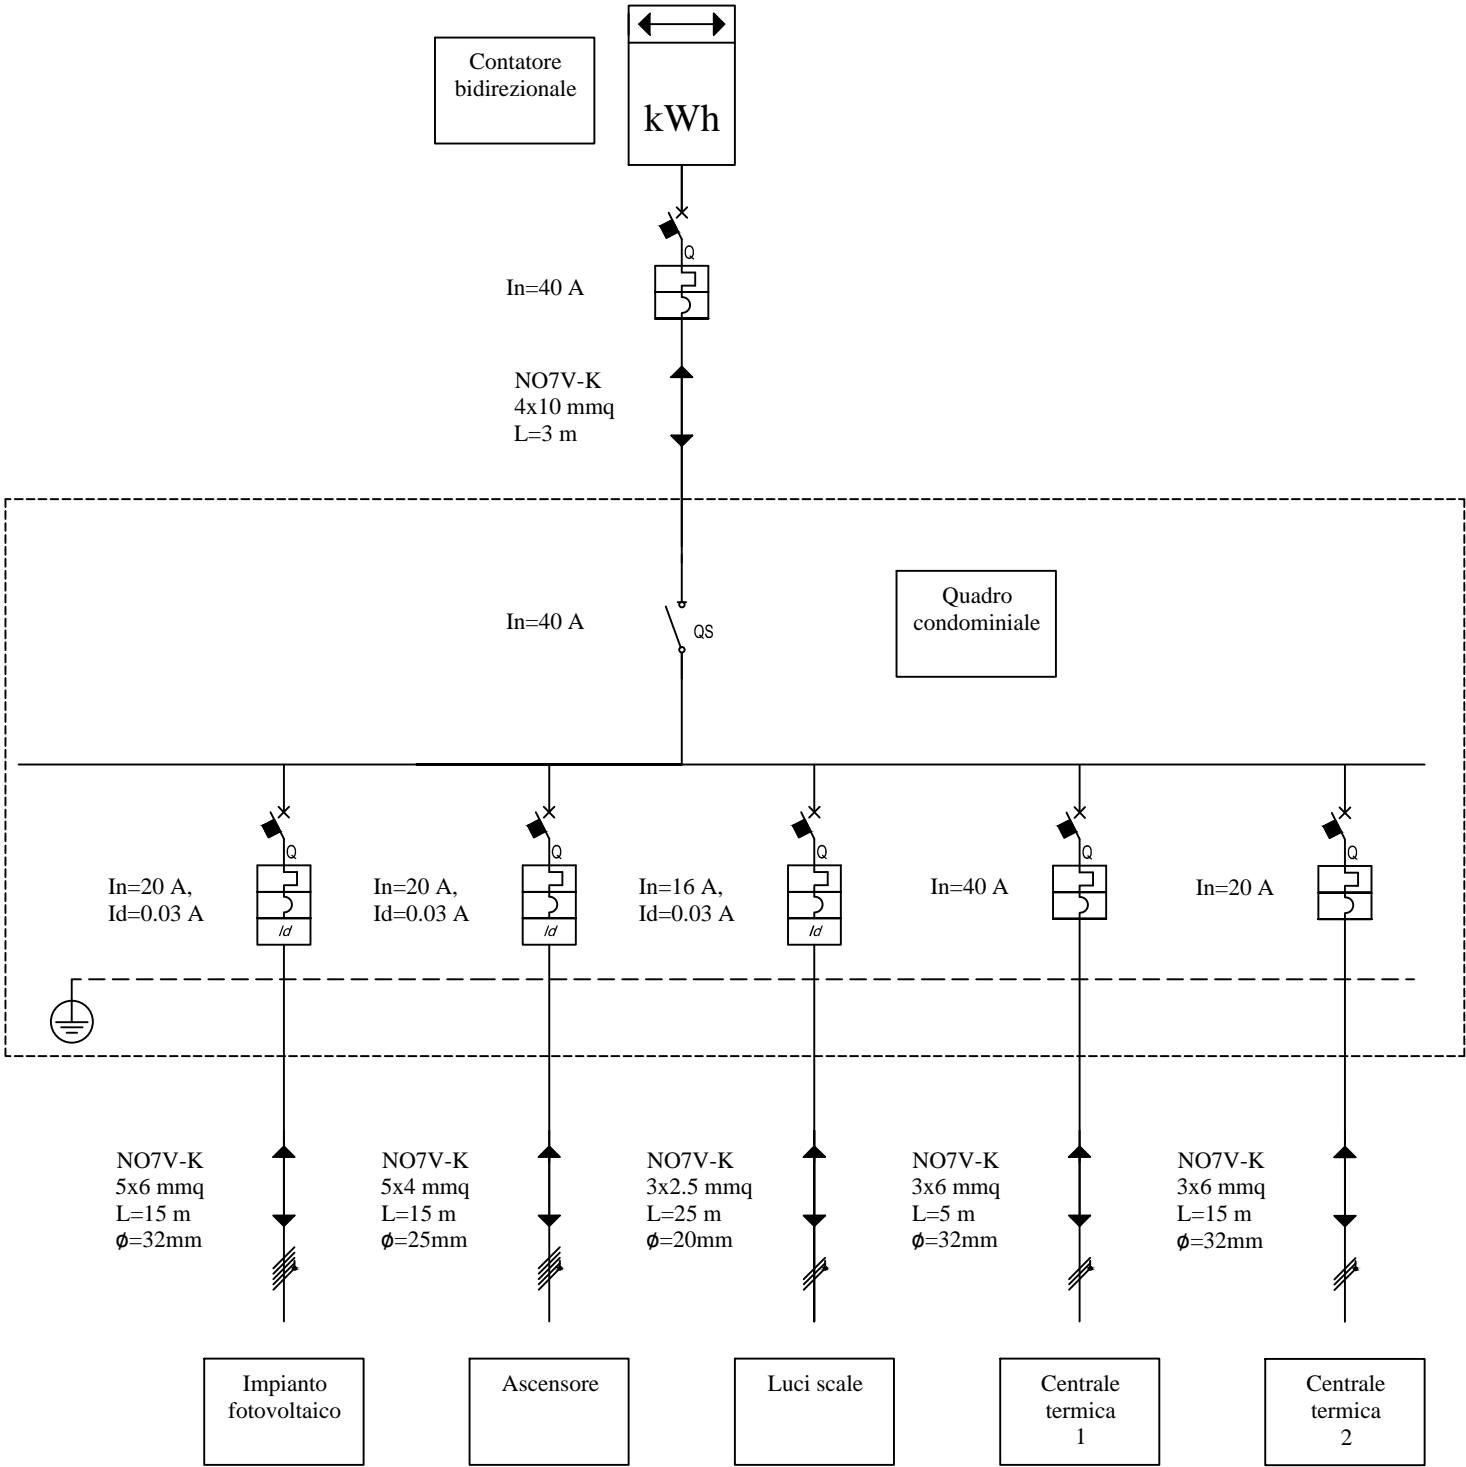 Contatore
bidirezionale
kWh
Q
In=40 A
NO7V-K
4x10 mmq
L=3 m
In=40 A
QS
Quadro
condominiale
Q
In=20 A,
Id=0.03 A
Id
Q
In=20 A,
Id=0.03 A
Id
Q
In=16 A,
Id=0.03 A
Id
Q
In=40 A
Q
In=20 A
NO7V-K
5x6 mmq
L=15 m
ϕ=32mm
NO7V-K
5x4 mmq
L=15 m
ϕ=25mm
NO7V-K
3x2.5 mmq
L=25 m
ϕ=20mm
NO7V-K
3x6 mmq
L=5 m
ϕ=32mm
NO7V-K
3x6 mmq
L=15 m
ϕ=32mm
Impianto
fotovoltaico
Ascensore
Luci scale
Centrale
termica
1
Centrale
termica
2